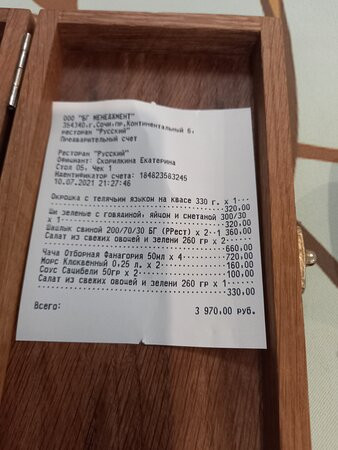 ООО "БГ МЕНЕДЖМЕНТ"
354340,г.Сочи,пр.Континентальный 6,
ресторан "Русский"
Предварительный счет
Ресторан "Русский"
Официант: Скорилкина Екатерина
Стол 05, Чек 1
Идентификатор счета: 184823583245
10.07.2021 21:27:46
Окрошка с телячьим языком на квасе 330 г. x 1
320,00
Щи зеленые с говядиной, яйцом и сметаной 300/30
x 1 320,00
Шашлык свиной 200/70/30 БГ (РРест) x 2 1 360,00
Салат из свежих овощей и зелени 260 гр x 2
660,00
Чача Отборная Фанагория 50мл x 4 720,00
Морс Клюквенный 0,25 л. x 2 160,00
Соус Сацибели 50гр x 2 100,00
Салат из свежих овощей и зелени 260 гр x 1
330,00
Всего: 3 970,00 руб.